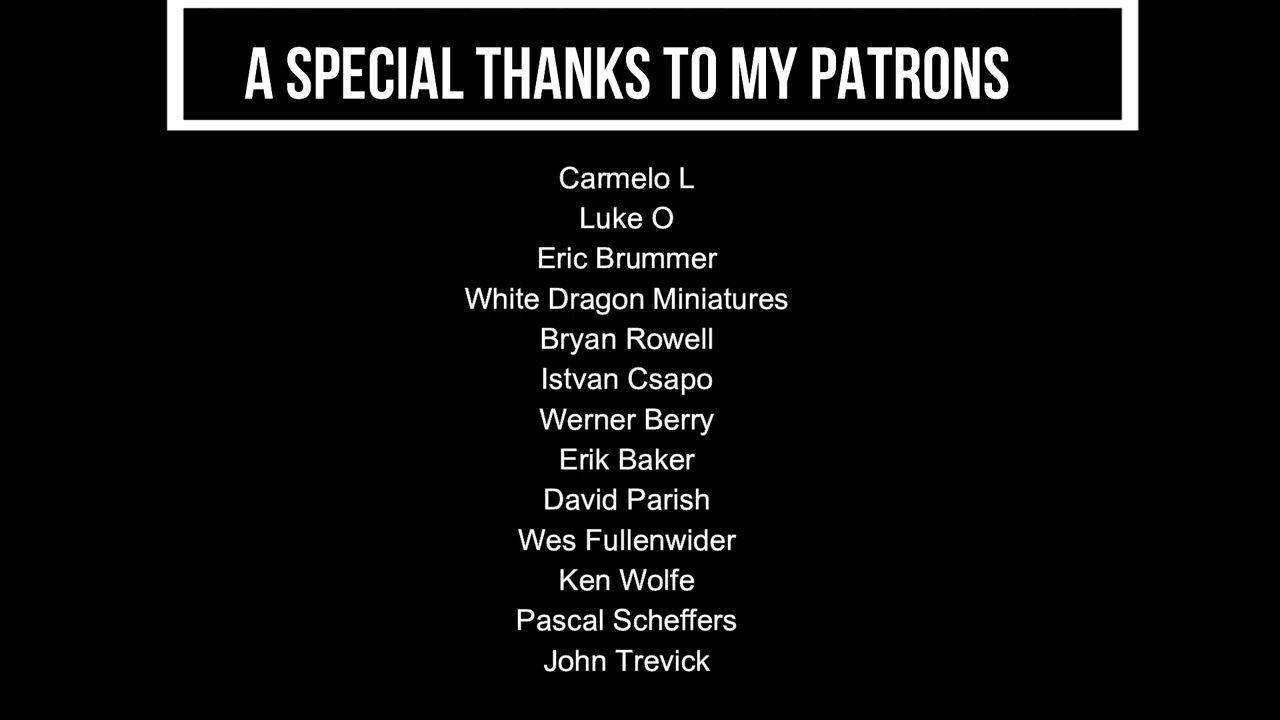 A SPECIAL THANKS TO MY PATRONS
Carmelo L
Luke O
Eric Brummer
White Dragon Miniatures
Bryan Rowell
Istvan Csapo
Werner Berry
Erik Baker
David Parish
Wes Fullenwider
Ken Wolfe
Pascal Scheffers
John Trevick